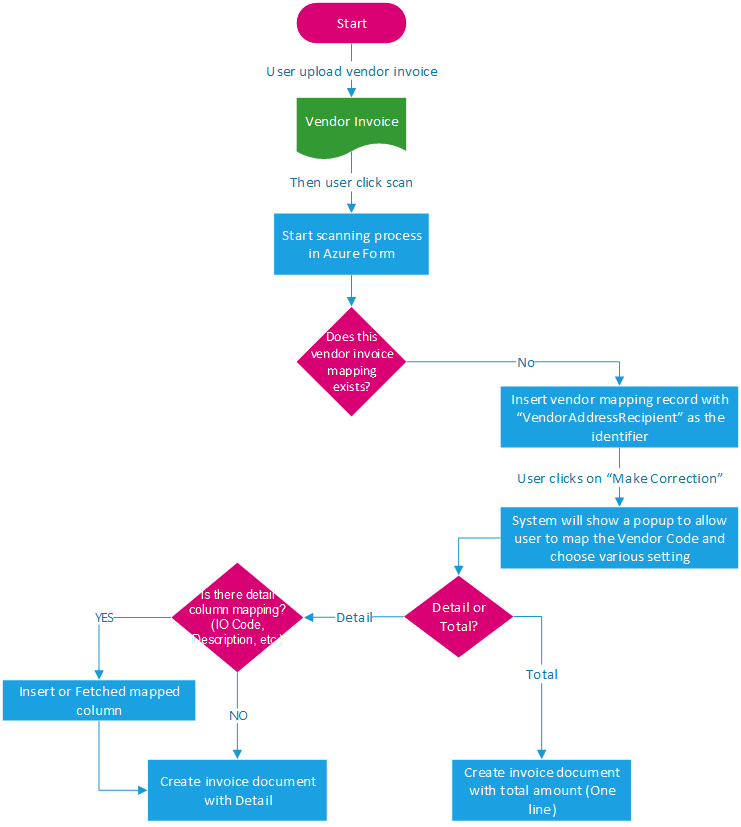 Start
User upload vendor invoice
Vendor Invoice
Then user click scan
Start scanning process
in Azure Form
Does this
vendor invoice
mapping
exists?
No
Insert vendor mapping record with
“VendorAddressRecipient” as the
identifier
User clicks on “Make Correction”
System will show a popup to allow
user to map the Vendor Code and
choose various setting
Detail or
Total?
Detail
Is there detail
column mapping?
(IO Code,
Description, etc.)
YES
Insert or Fetched mapped
column
NO
Total
Create invoice document
with Detail
Create invoice document
with total amount (One
line)